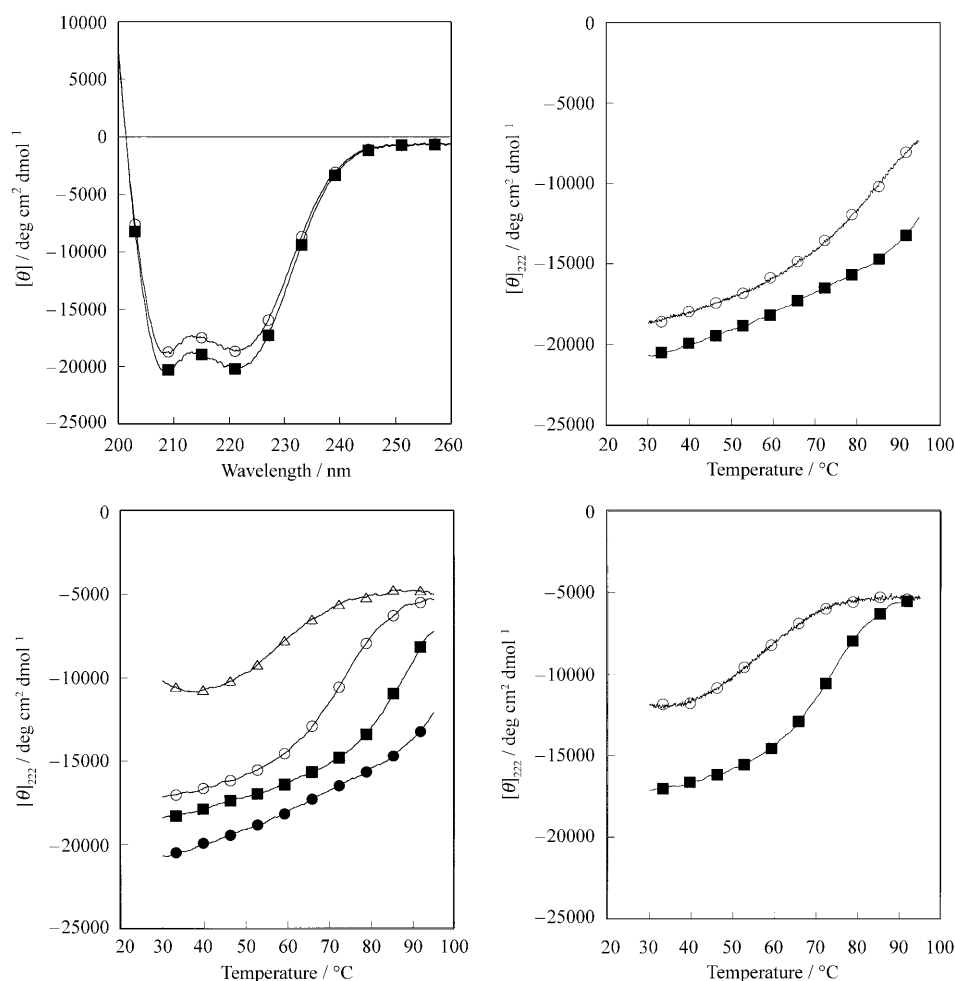 10000
5000
0
−5000
−10000
−15000
−20000
−25000
[θ] / deg cm² dmol⁻¹
200 210 220 230 240 250 260
Wavelength / nm
0
−5000
−10000
−15000
−20000
−25000
[θ]₂₂₂ / deg cm² dmol⁻¹
20 30 40 50 60 70 80 90 100
Temperature / °C
0
−5000
−10000
−15000
−20000
−25000
[θ]₂₂₂ / deg cm² dmol⁻¹
20 30 40 50 60 70 80 90 100
Temperature / °C
0
−5000
−10000
−15000
−20000
−25000
[θ]₂₂₂ / deg cm² dmol⁻¹
20 30 40 50 60 70 80 90 100
Temperature / °C